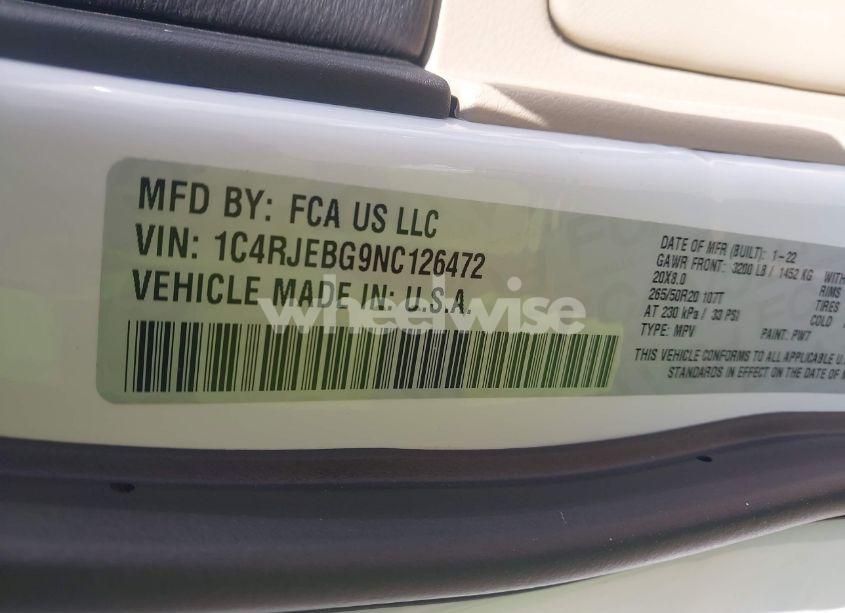 MFD BY: FCA US LLC
VIN: 1C4RJEBG9NC126472
VEHICLE MADE IN: U.S.A.
wheelwise
DATE OF MFR (BUILT): 1-22
GAWR FRONT: 3200 LB / 1452 KG WITH
20X8.0 RIMS
265/50R20 107T TIRES
AT 230 kPa / 33 PSI COLD
TYPE: MPV PAINT: PW7
THIS VEHICLE CONFORMS TO ALL APPLICABLE U.
STANDARDS IN EFFECT ON THE DATE OF M